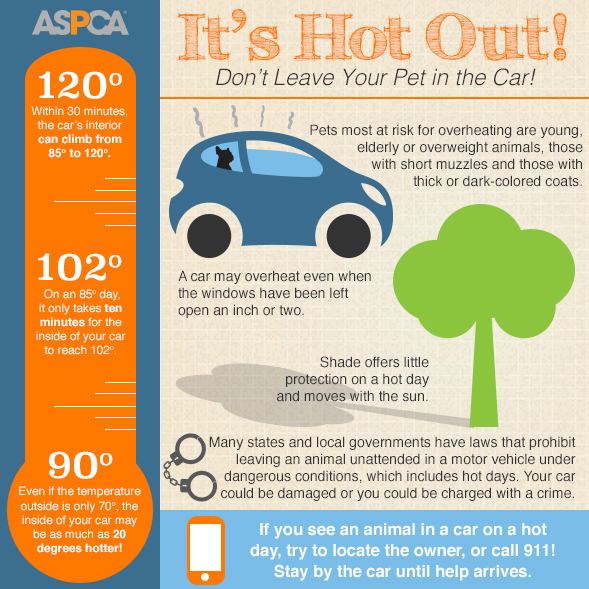 ASPCA®
120°
Within 30 minutes,
the car's interior
can climb from
85° to 120°.
102°
On an 85° day,
it only takes ten
minutes for the
inside of your car
to reach 102°.
90°
Even if the temperature
outside is only 70°, the
inside of your car may
be as much as 20
degrees hotter!
It's Hot Out!
Don't Leave Your Pet in the Car!
Pets most at risk for overheating are young,
elderly or overweight animals, those
with short muzzles and those with
thick or dark-colored coats.
A car may overheat even when
the windows have been left
open an inch or two.
Shade offers little
protection on a hot day
and moves with the sun.
Many states and local governments have laws that prohibit
leaving an animal unattended in a motor vehicle under
dangerous conditions, which includes hot days. Your car
could be damaged or you could be charged with a crime.
If you see an animal in a car on a hot
day, try to locate the owner, or call 911!
Stay by the car until help arrives.